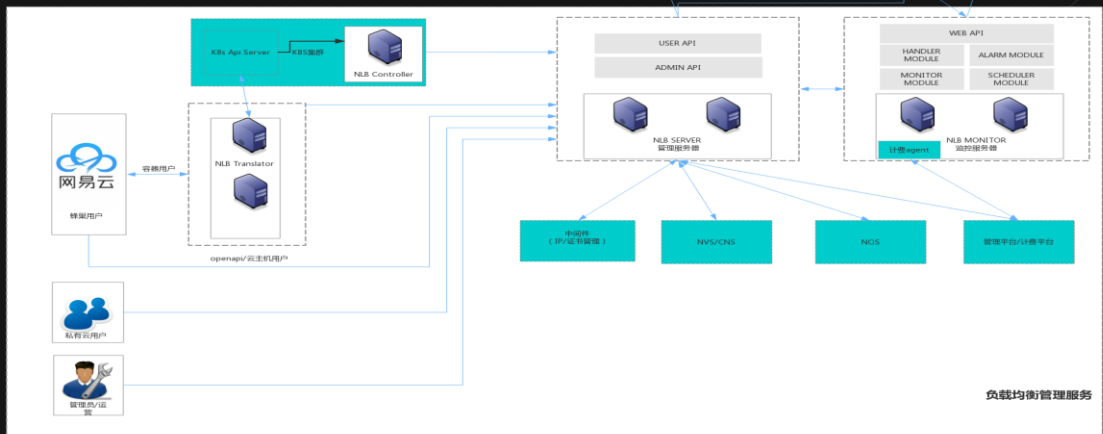 K8s Api Server
K8S集群
NLB Controller
USER API
ADMIN API
NLB SERVER
管理服务器
WEB API
HANDLER
MODULE
ALARM MODULE
MONITOR
MODULE
SCHEDULER
MODULE
NLB MONITOR
监控服务器
计费agent
网易云
蜂巢用户
容器用户
NLB Translator
openapi/云主机用户
中间件
（IP/证书管理）
NVS/CNS
NOS
管理平台/计费平台
私有云用户
管理员/运
营
负载均衡管理服务